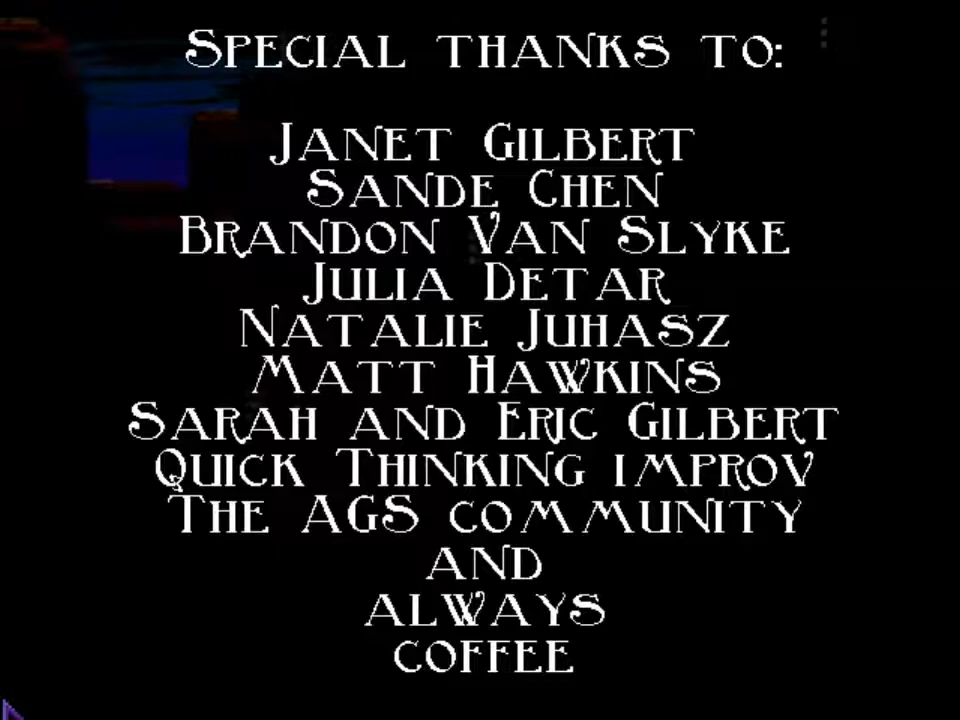 Special thanks to:
Janet Gilbert
Sande Chen
Brandon Van Slyke
Julia Detar
Natalie Juhasz
Matt Hawkins
Sarah and Eric Gilbert
Quick Thinking improv
The AGS community
and
always
coffee